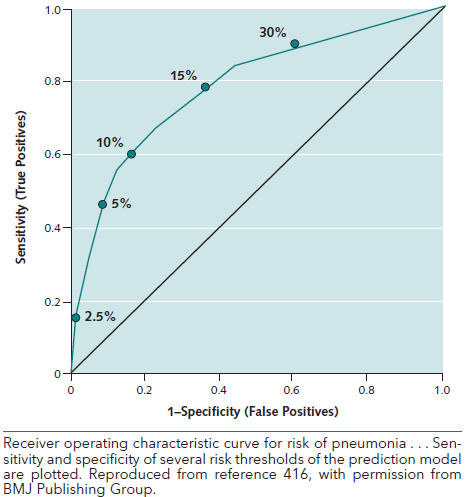 1.0
30%
15%
0.8
10%
0.6
5%
0.4
0.2
2.5%
0
0 0.2 0.4 0.6 0.8 1.0
Sensitivity (True Positives)
1–Specificity (False Positives)
Receiver operating characteristic curve for risk of pneumonia . . . Sen-
sitivity and specificity of several risk thresholds of the prediction model
are plotted. Reproduced from reference 416, with permission from
BMJ Publishing Group.